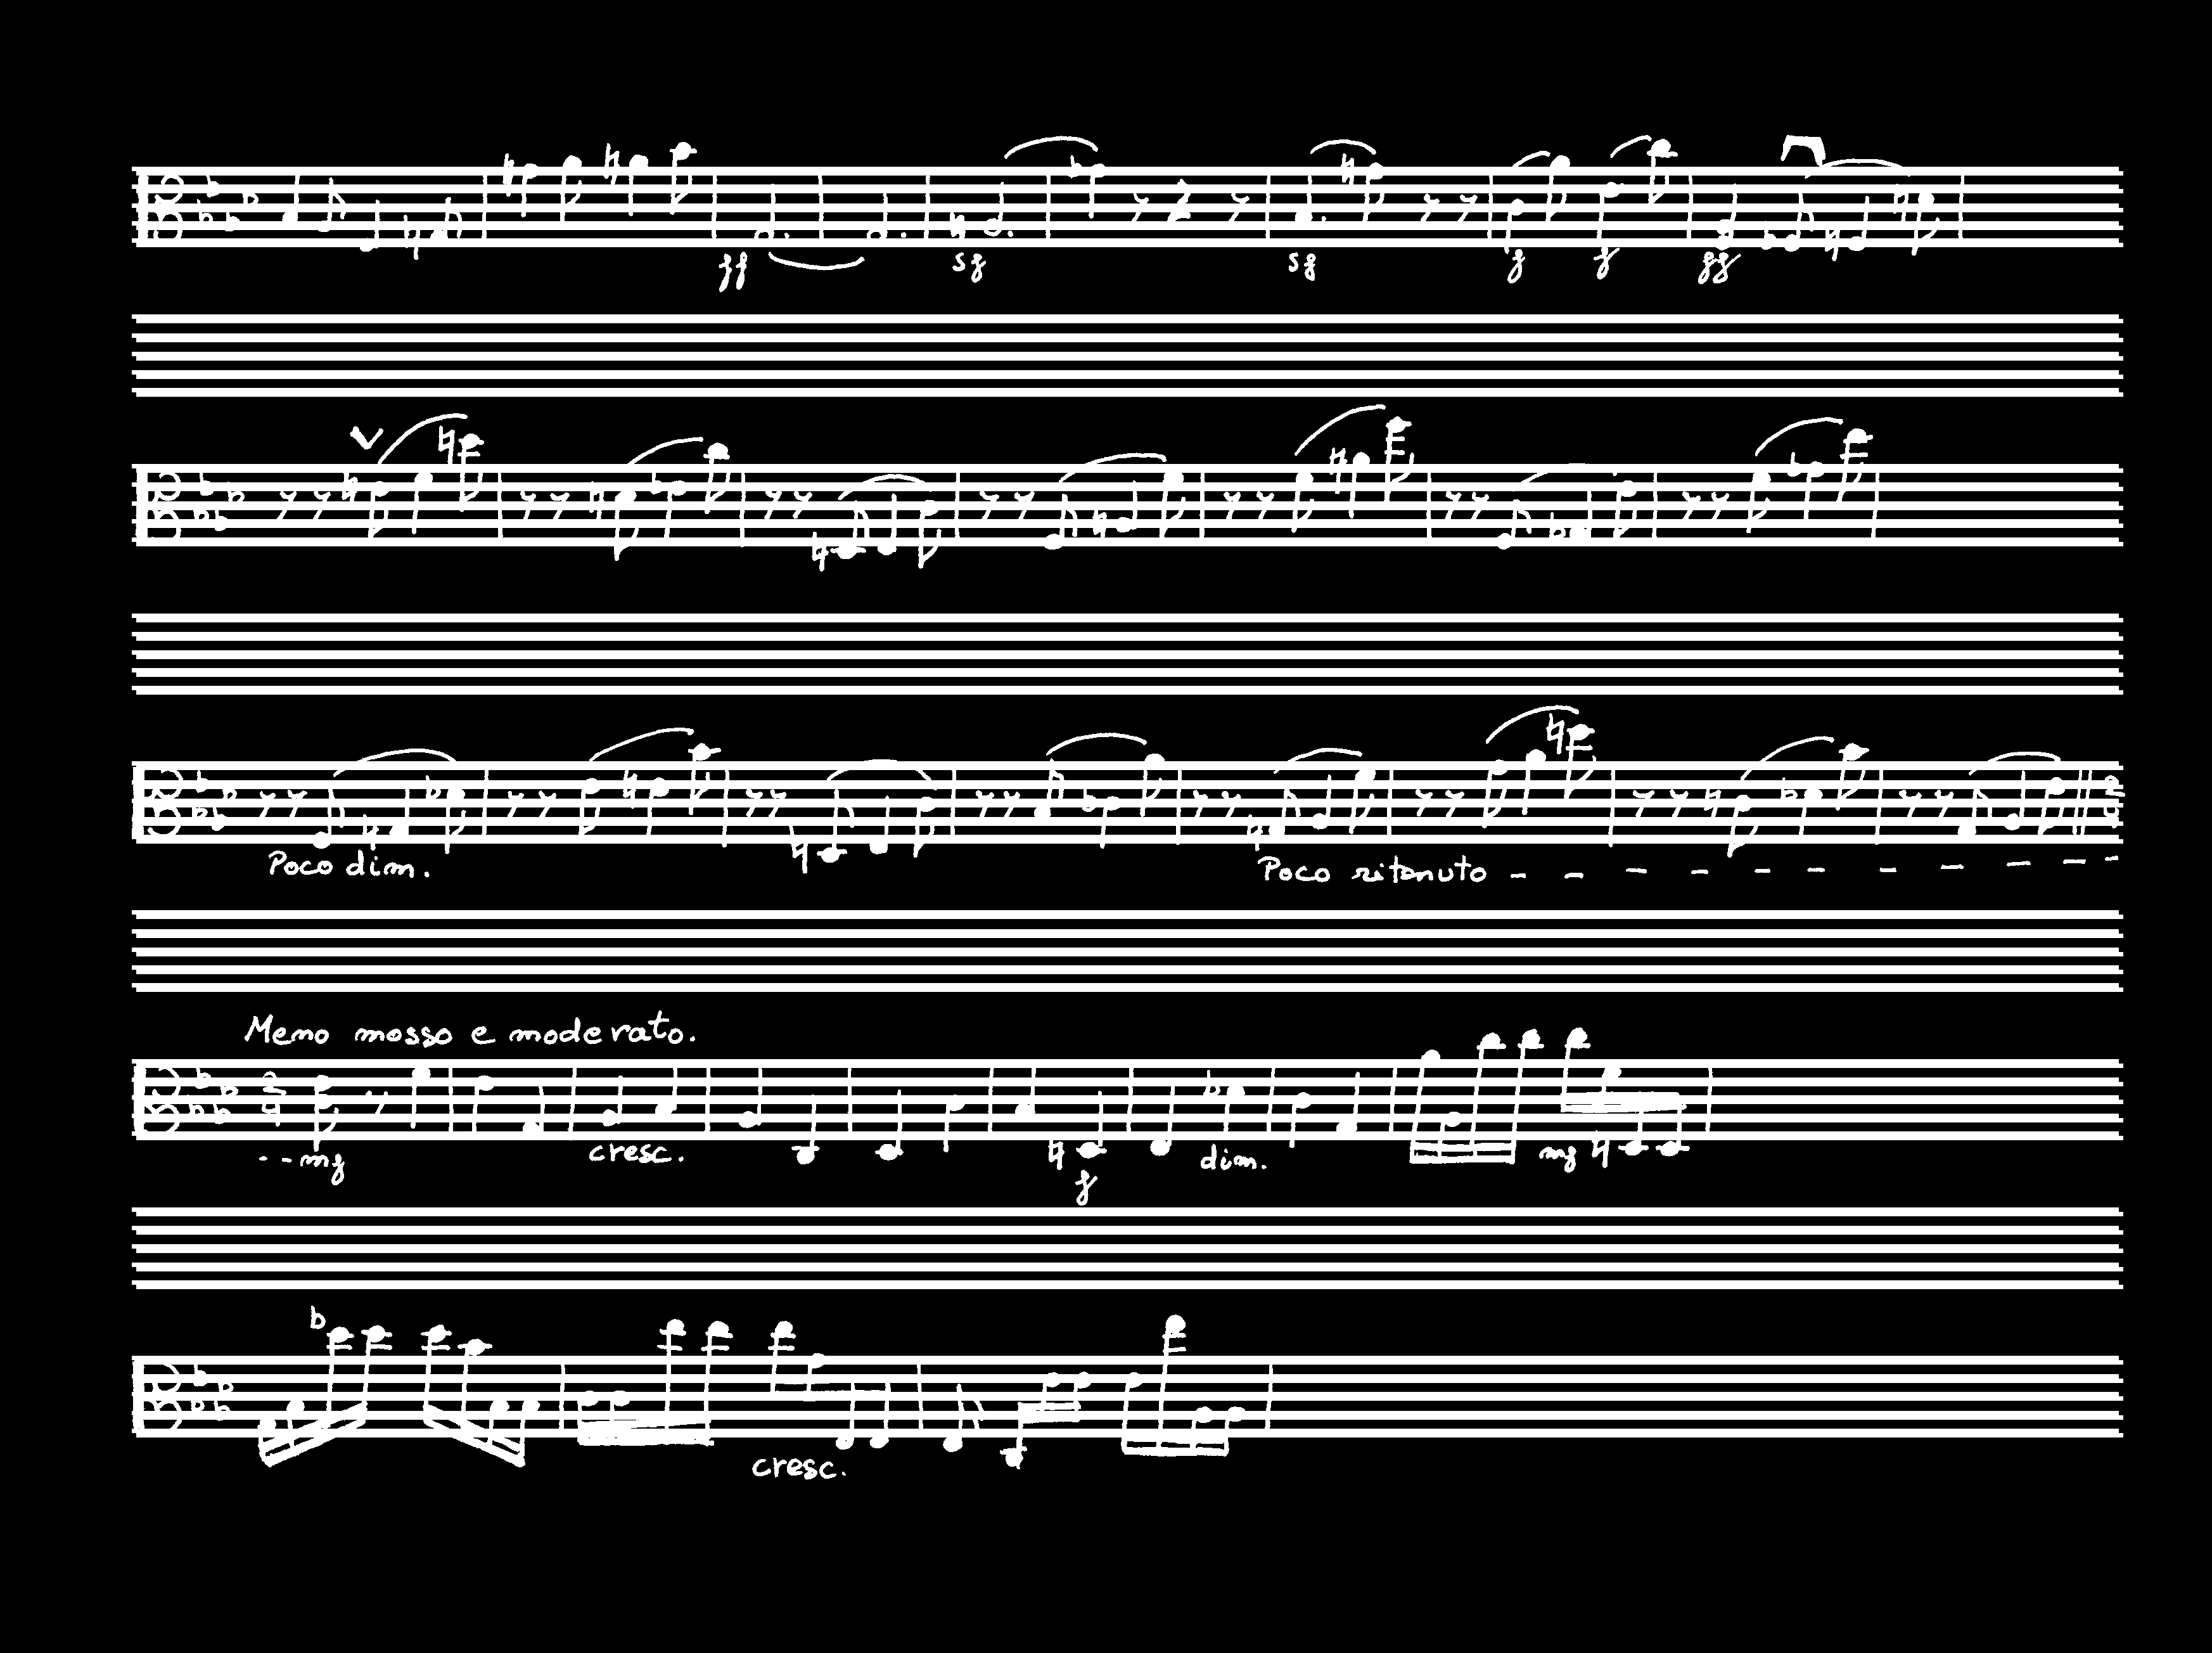 ff sf sf f f ff
Poco dim. Poco ritenuto
Meno mosso e moderato.
mf cresc. f dim. mf
cresc.